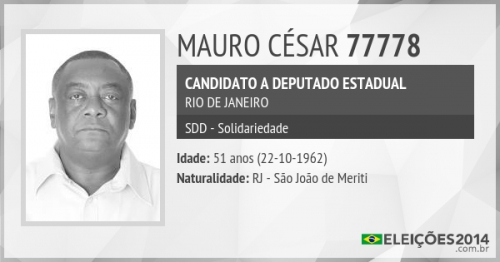 MAURO CÉSAR 77778
CANDIDATO A DEPUTADO ESTADUAL
RIO DE JANEIRO
SDD - Solidariedade
Idade: 51 anos (22-10-1962)
Naturalidade: RJ - São João de Meriti
ELEIÇÕES2014
.com.br